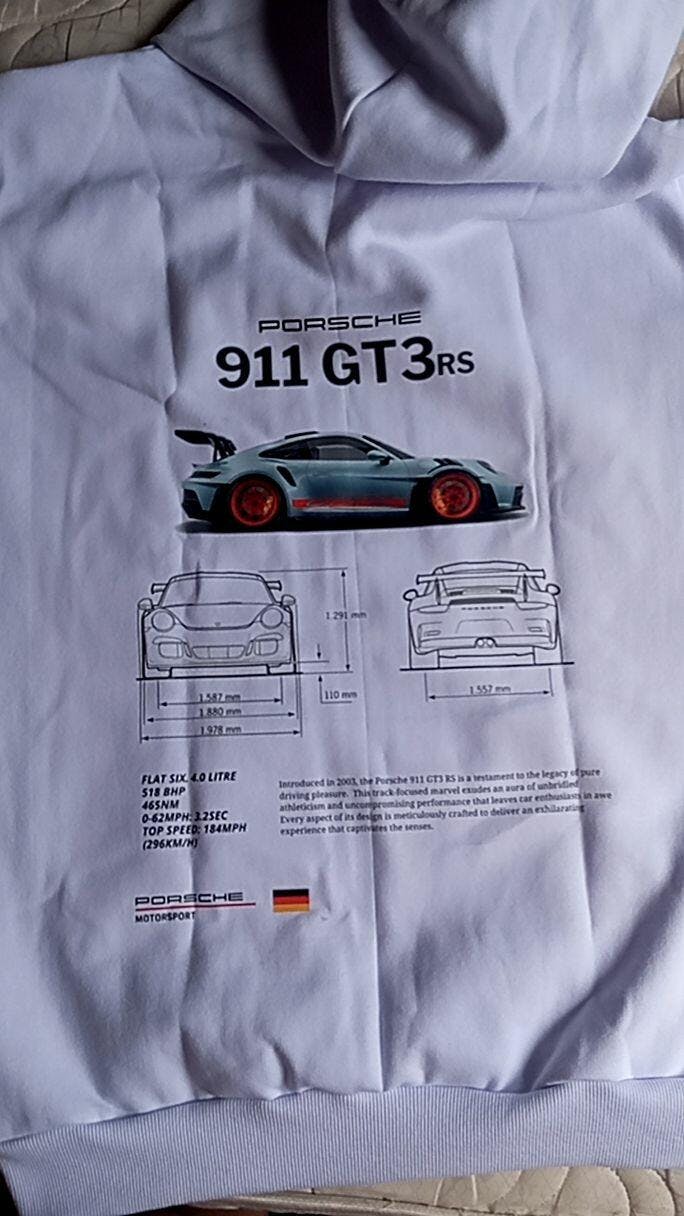 PORSCHE
911 GT3 RS
1.291 mm
110 mm
1.587 mm
1.880 mm
1.978 mm
PORSCHE
1.557 mm
FLAT SIX. 4.0 LITRE
518 BHP
465NM
0-62MPH: 3.2SEC
TOP SPEED: 184MPH
(296KM/H)
Introduced in 2003, the Porsche 911 GT3 RS is a testament to the legacy of pure
driving pleasure. This track-focused marvel exudes an aura of unbridled
athleticism and uncompromising performance that leaves car enthusiasts in awe
Every aspect of its design is meticulously crafted to deliver an exhilarating
experience that captivates the senses.
PORSCHE
MOTORSPORT